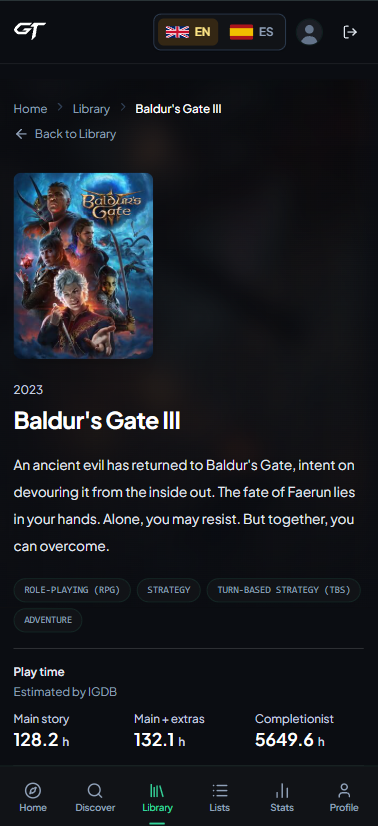 GT
EN
ES
Home > Library > Baldur's Gate III
← Back to Library
Baldur's Gate
2023
Baldur's Gate III
An ancient evil has returned to Baldur's Gate, intent on
devouring it from the inside out. The fate of Faerun lies
in your hands. Alone, you may resist. But together, you
can overcome.
ROLE-PLAYING (RPG) STRATEGY TURN-BASED STRATEGY (TBS)
ADVENTURE
Play time
Estimated by IGDB
Main story Main + extras Completionist
128.2 h 132.1 h 5649.6 h
Home Discover Library Lists Stats Profile